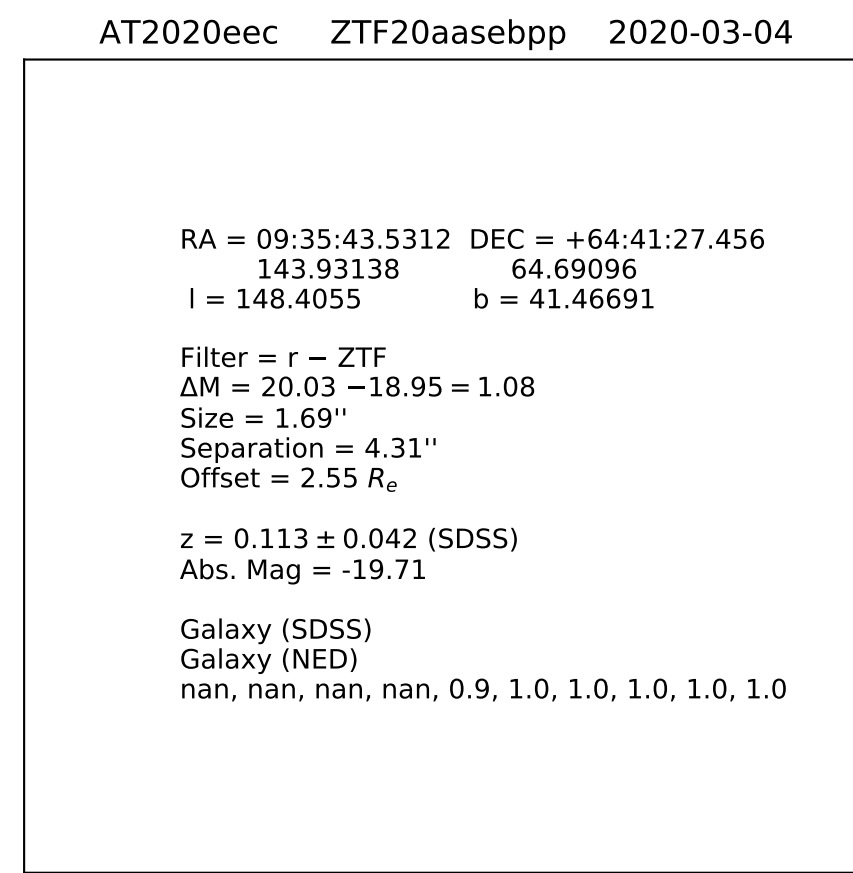 AT2020eec ZTF20aasebpp 2020-03-04
RA = 09:35:43.5312 DEC = +64:41:27.456
143.93138 64.69096
l = 148.4055 b = 41.46691
Filter = r − ZTF
ΔM = 20.03 −18.95 = 1.08
Size = 1.69''
Separation = 4.31''
Offset = 2.55 Rₑ
z = 0.113 ± 0.042 (SDSS)
Abs. Mag = -19.71
Galaxy (SDSS)
Galaxy (NED)
nan, nan, nan, nan, 0.9, 1.0, 1.0, 1.0, 1.0, 1.0